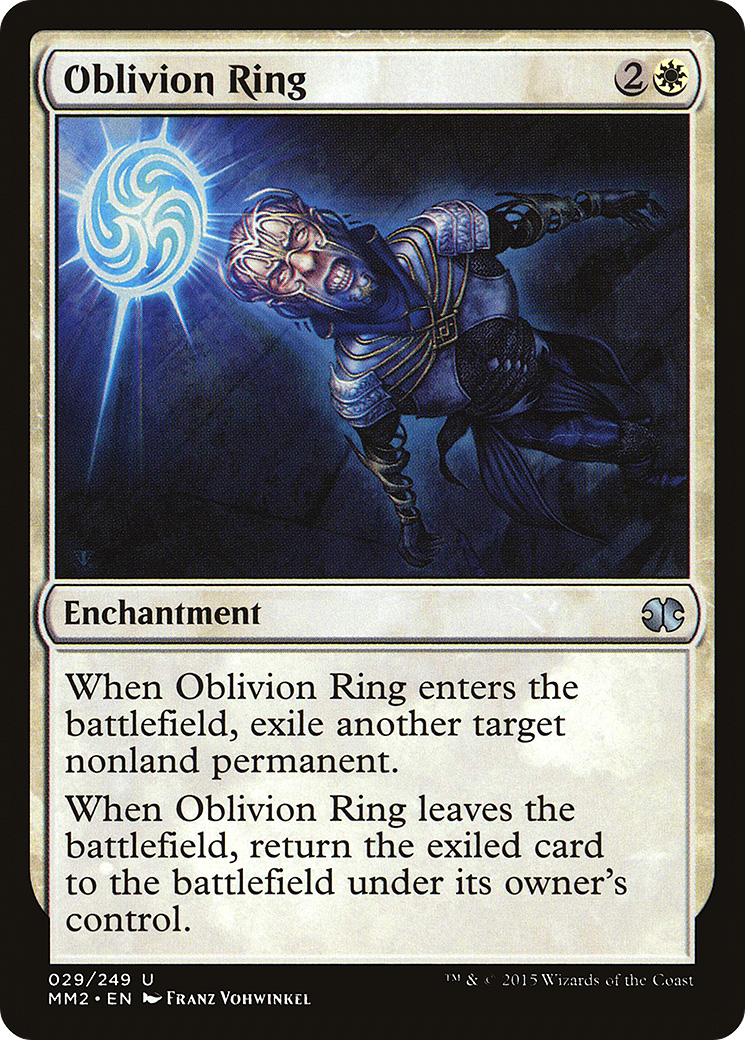 Oblivion Ring 2
Enchantment
When Oblivion Ring enters the
battlefield, exile another target
nonland permanent.
When Oblivion Ring leaves the
battlefield, return the exiled card
to the battlefield under its owner's
control.
029/249 U
™ & © 2015 Wizards of the Coast
MM2 • EN Franz Vohwinkel